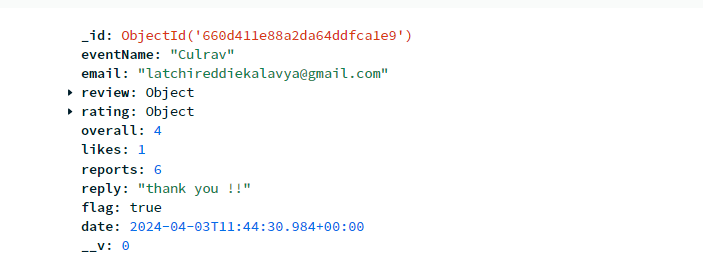 _id: ObjectId('660d411e88a2da64ddfca1e9')
eventName: "Culrav"
email: "latchireddiekalavya@gmail.com"
review: Object
rating: Object
overall: 4
likes: 1
reports: 6
reply: "thank you !!"
flag: true
date: 2024-04-03T11:44:30.984+00:00
__v: 0